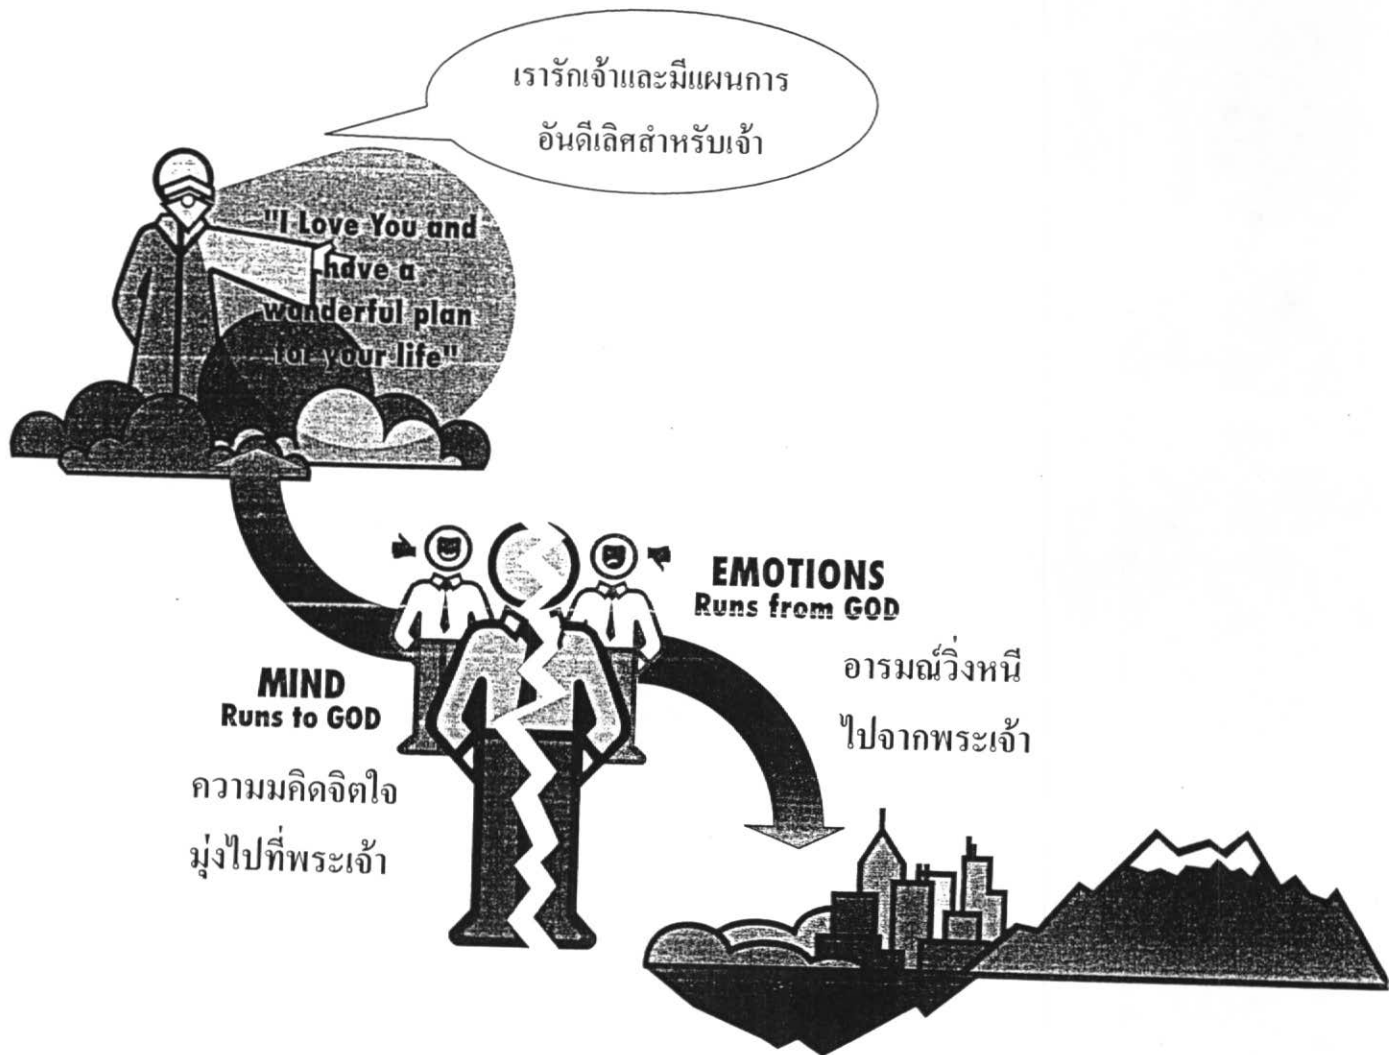 เรารักเจ้าและมีแผนการ
อันดีเลิศสำหรับเจ้า
"I Love You and
have a
wonderful plan
for your life"
EMOTIONS
Runs from GOD
อารมณ์วิ่งหนี
ไปจากพระเจ้า
MIND
Runs to GOD
ความมคิดจิตใจ
มุ่งไปที่พระเจ้า